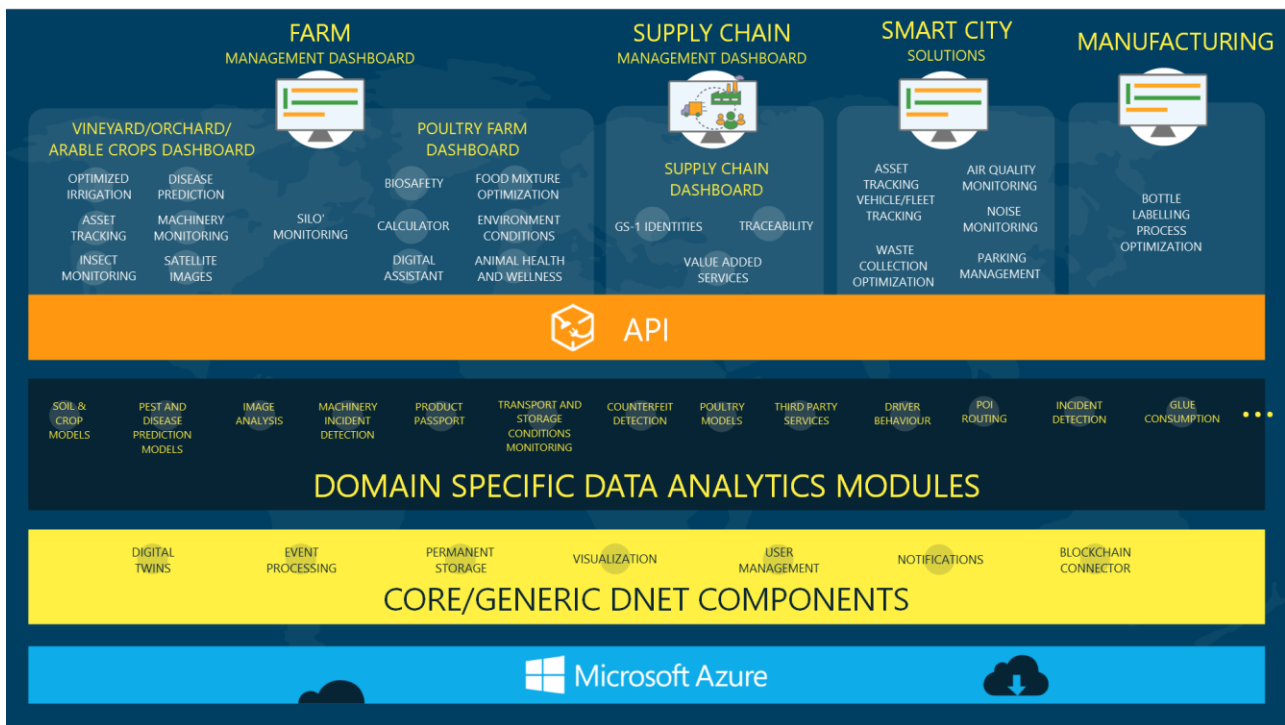 FARM
MANAGEMENT DASHBOARD
SUPPLY CHAIN
MANAGEMENT DASHBOARD
SMART CITY
SOLUTIONS
MANUFACTURING
VINEYARD/ORCHARD/
ARABLE CROPS DASHBOARD
OPTIMIZED
IRRIGATION
DISEASE
PREDICTION
ASSET
TRACKING
MACHINERY
MONITORING
INSECT
MONITORING
SATELLITE
IMAGES
SILO'
MONITORING
POULTRY FARM
DASHBOARD
BIOSAFETY
FOOD MIXTURE
OPTIMIZATION
CALCULATOR
ENVIRONMENT
CONDITIONS
DIGITAL
ASSISTANT
ANIMAL HEALTH
AND WELLNESS
SUPPLY CHAIN
DASHBOARD
GS-1 IDENTITIES
TRACEABILITY
VALUE ADDED
SERVICES
ASSET
TRACKING
VEHICLE/FLEET
TRACKING
AIR QUALITY
MONITORING
NOISE
MONITORING
WASTE
COLLECTION
OPTIMIZATION
PARKING
MANAGEMENT
BOTTLE
LABELLING
PROCESS
OPTIMIZATION
API
SOIL &
CROP
MODELS
PEST AND
DISEASE
PREDICTION
MODELS
IMAGE
ANALYSIS
MACHINERY
INCIDENT
DETECTION
PRODUCT
PASSPORT
TRANSPORT AND
STORAGE
CONDITIONS
MONITORING
COUNTERFEIT
DETECTION
POULTRY
MODELS
THIRD PARTY
SERVICES
DRIVER
BEHAVIOUR
POI
ROUTING
INCIDENT
DETECTION
GLUE
CONSUMPTION
DOMAIN SPECIFIC DATA ANALYTICS MODULES
DIGITAL
TWINS
EVENT
PROCESSING
PERMANENT
STORAGE
VISUALIZATION
USER
MANAGEMENT
NOTIFICATIONS
BLOCKCHAIN
CONNECTOR
CORE/GENERIC DNET COMPONENTS
Microsoft Azure